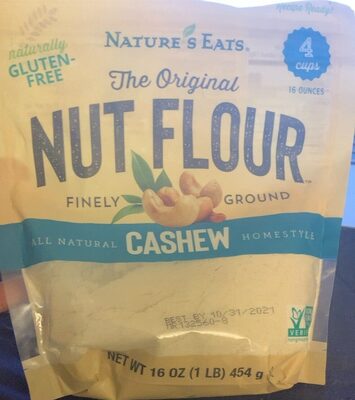 Recipe Ready!
naturally
GLUTEN-
FREE
NATURE'S EATS
4
cups
16 OUNCES
The Original
NUT FLOUR
FINELY GROUND
ALL NATURAL CASHEW HOMESTYLE
BEST BY 10/31/2021
NET WT 16 OZ (1 LB) 454 g